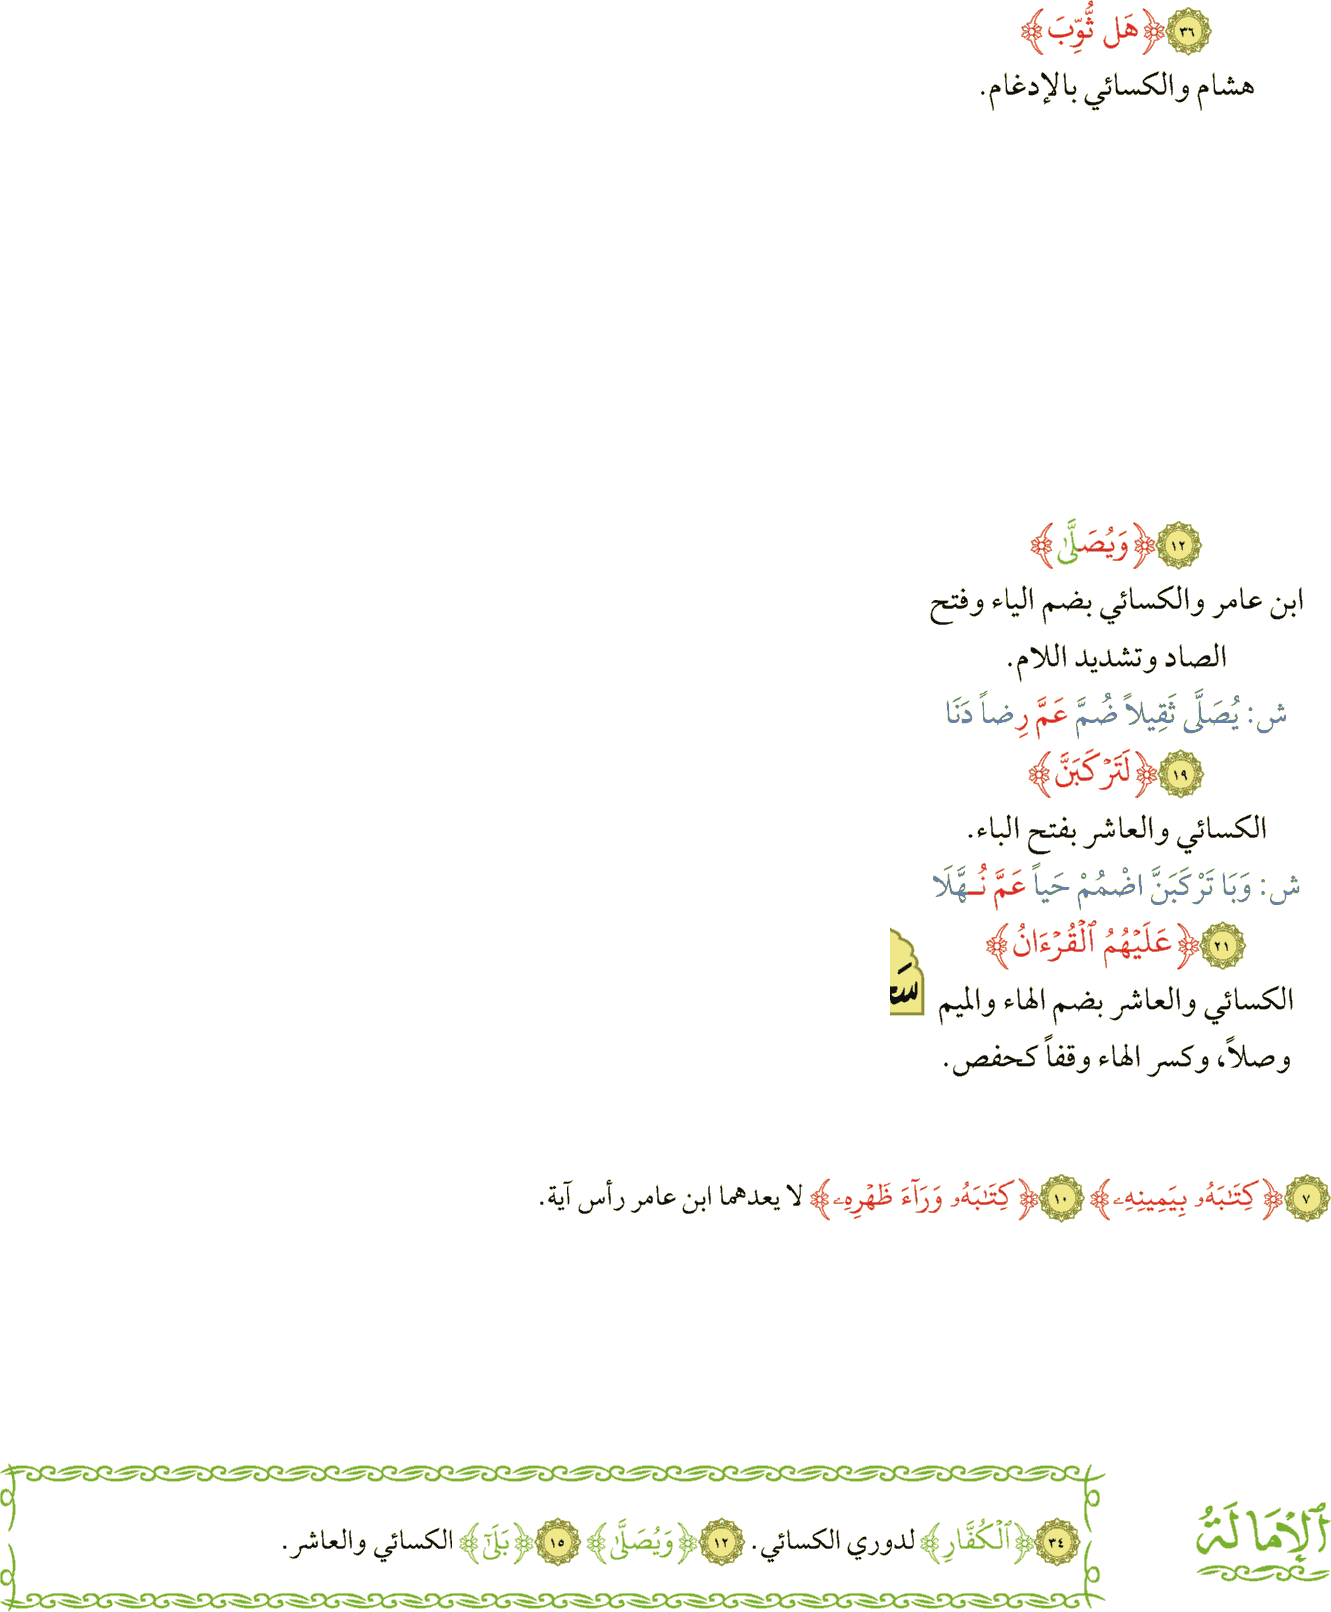 ٣٦ ﴿هَل ثُّوِّبَ﴾
هشام والكسائي بالإدغام.
١٢ ﴿وَيُصَلَّىٰ﴾
ابن عامر والكسائي بضم الياء وفتح
الصاد وتشديد اللام.
ش: يُصَلَّى ثَقِيلاً ضُمَّ عَمَّ رِضاً دَنَا
١٩ ﴿لَتَرۡكَبَنَّ﴾
الكسائي والعاشر بفتح الباء.
ش: وَبَا تَرْكَبَنَّ اضْمُمْ حَياً عَمَّ نُـهَّلَا
٢١ ﴿عَلَيۡهُمُ ٱلۡقُرۡءَانُ﴾
الكسائي والعاشر بضم الهاء والميم
وصلاً، وكسر الهاء وقفاً كحفص.
٧ ﴿كِتَٰبَهُۥ بِيَمِينِهِۦ﴾ ١٠ ﴿كِتَٰبَهُۥ وَرَآءَ ظَهۡرِهِۦ﴾ لا يعدهما ابن عامر رأس آية.
ٱلۡإِمَالَةُ
٣٤ ﴿ٱلۡكُفَّارِ﴾ لدوري الكسائي. ١٢ ﴿وَيُصَلَّىٰ﴾ ١٥ ﴿بَلَىٰٓ﴾ الكسائي والعاشر.